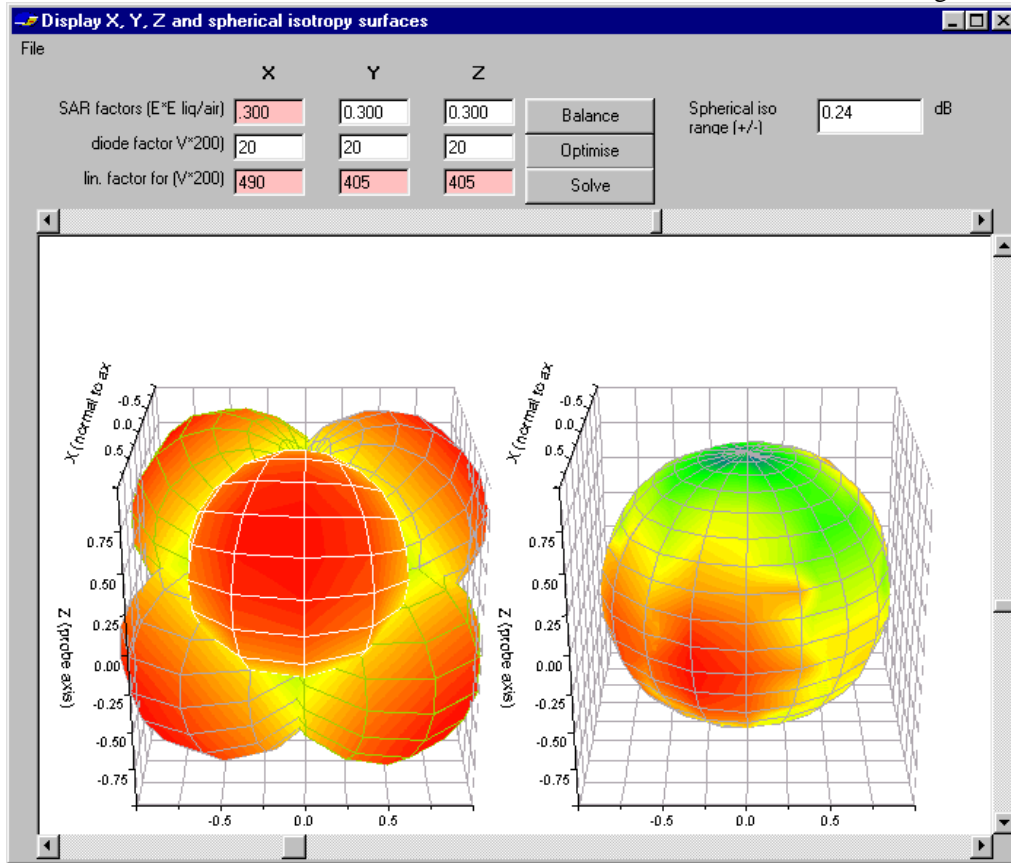 Display X, Y, Z and spherical isotropy surfaces
File
X Y Z
SAR factors (E*E liq/air) .300 0.300 0.300 Balance Spherical iso range (+/-) 0.24 dB
diode factor V*200) 20 20 20 Optimise
lin. factor for (V*200) 490 405 405 Solve
X (normal to ax X (normal to ax
-0.5 -0.5
0.0 0.0
0.5 0.5
0.75 0.75
0.50 0.50
0.25 0.25
Z (probe axis) Z (probe axis)
0.00 0.00
-0.25 -0.25
-0.50 -0.50
-0.75 -0.75
-0.5 0.0 0.5 -0.5 0.0 0.5